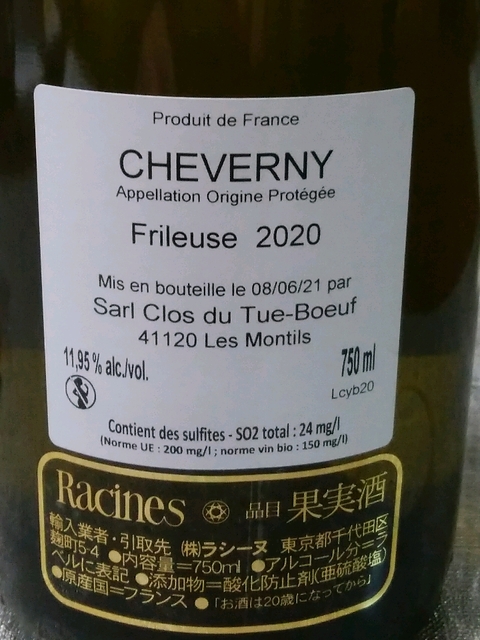 Produit de France
CHEVERNY
Appellation Origine Protégée
Frileuse 2020
Mis en bouteille le 08/06/21 par
Sarl Clos du Tue-Boeuf
41120 Les Montils
11,95 % alc./vol.
750 ml
Lcyb20
Contient des sulfites - SO2 total : 24 mg/l
(Norme UE : 200 mg/l ; norme vin bio : 150 mg/l)
Racines 品目 果実酒
輸入業者・引取先 (株)ラシーヌ 東京都千代田区
麹町5-4 ●内容量=750ml ●アルコール分=ラ
ベルに表記 ●添加物=酸化防止剤(亜硫酸塩)
●原産国=フランス ●「お酒は20歳になってから」